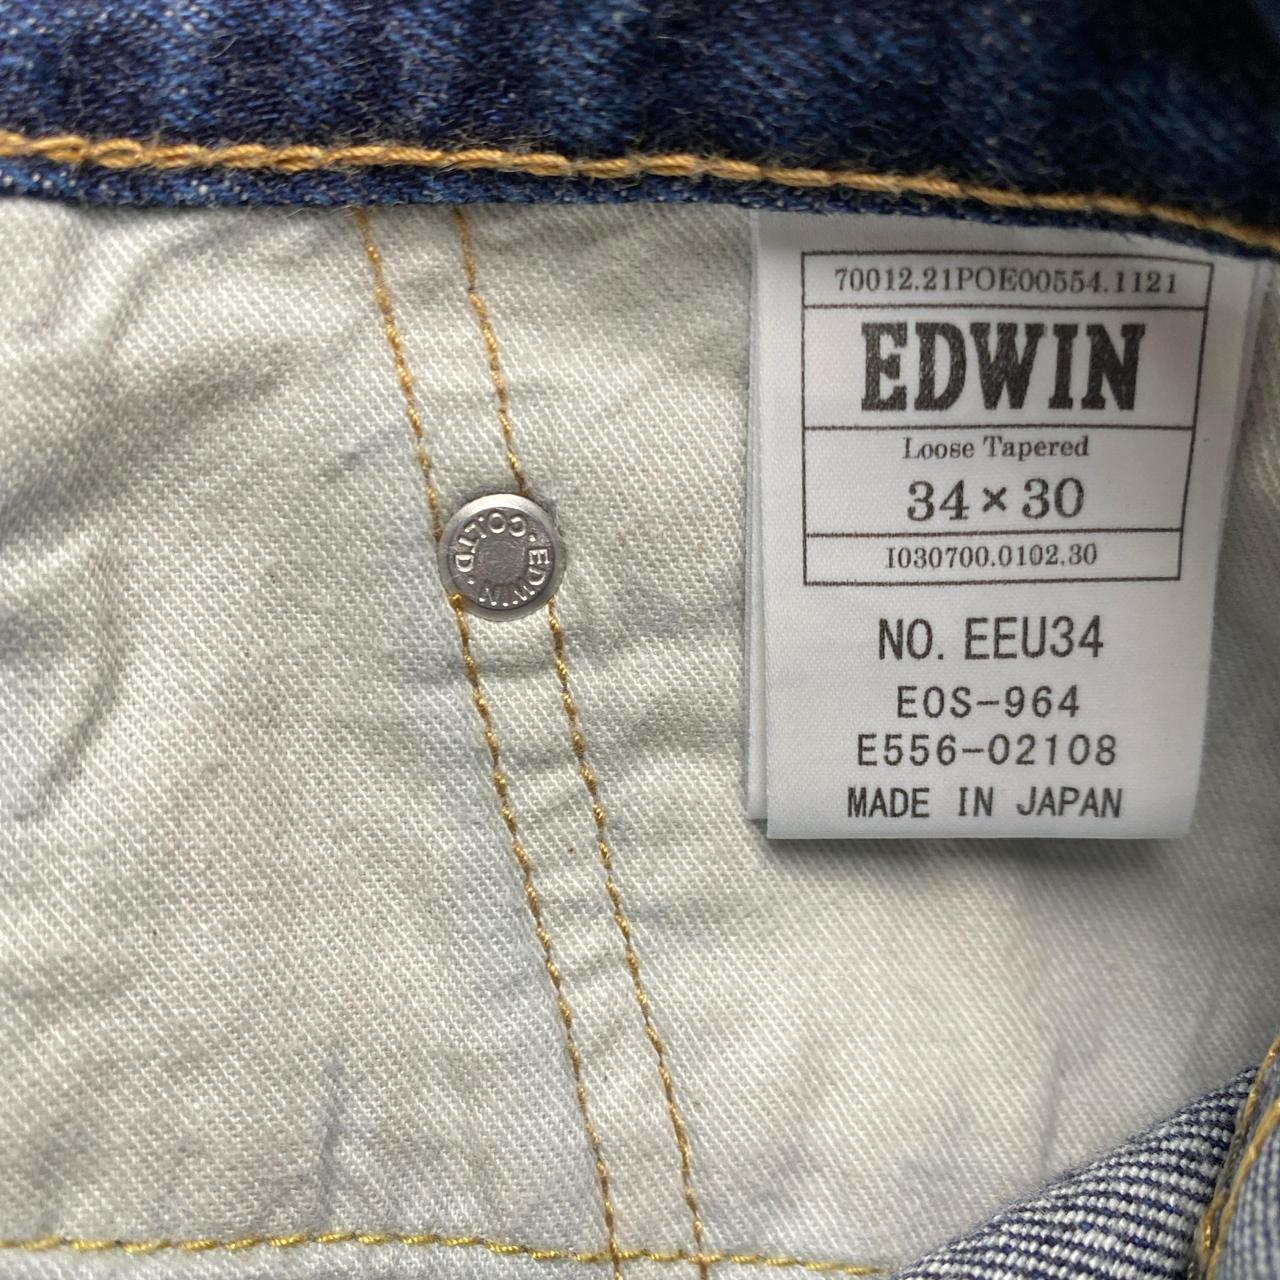 70012.21POE00554.1121
EDWIN
Loose Tapered
34×30
I030700.0102.30
NO. EEU34
E0S-964
E556-02108
MADE IN JAPAN
·EDWIN·
CO.LTD